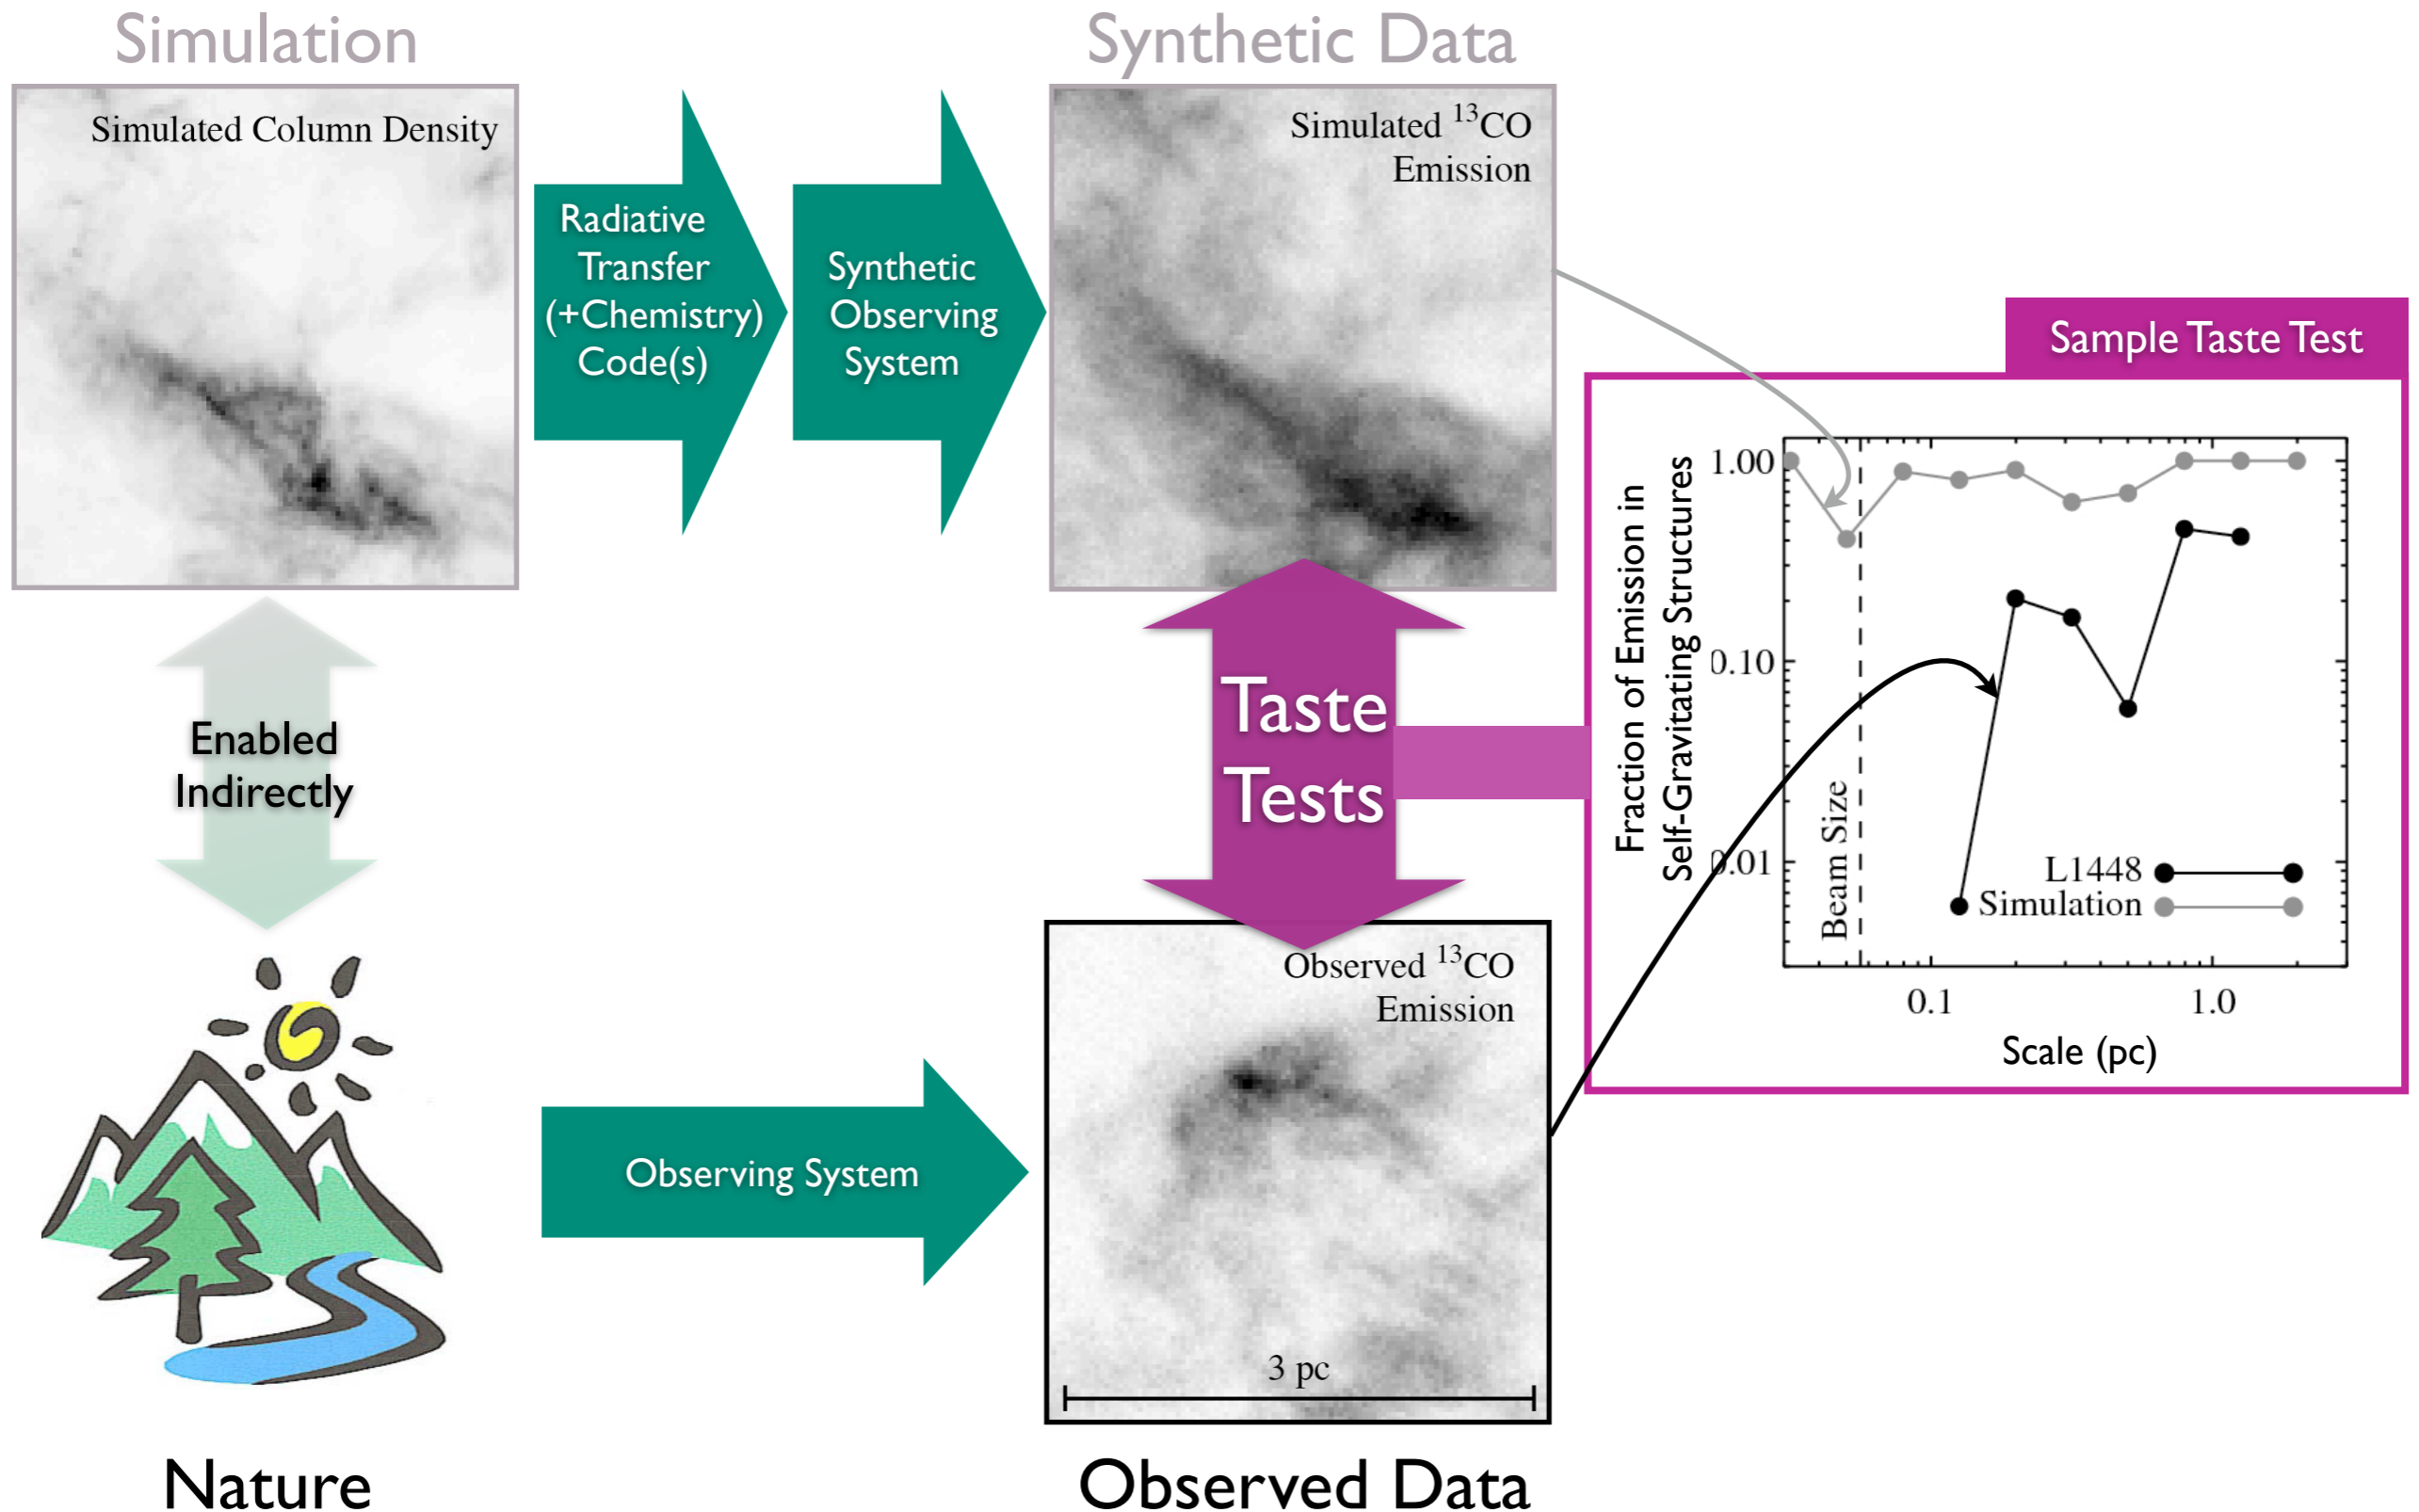 Simulation
Synthetic Data
Simulated Column Density
Radiative
Transfer
(+Chemistry)
Code(s)
Synthetic
Observing
System
Simulated ¹³CO
Emission
Sample Taste Test
Fraction of Emission in
Self-Gravitating Structures
1.00
0.10
0.01
Beam Size
L1448
Simulation
0.1
1.0
Scale (pc)
Enabled
Indirectly
Taste
Tests
Observing System
Observed ¹³CO
Emission
3 pc
Nature
Observed Data